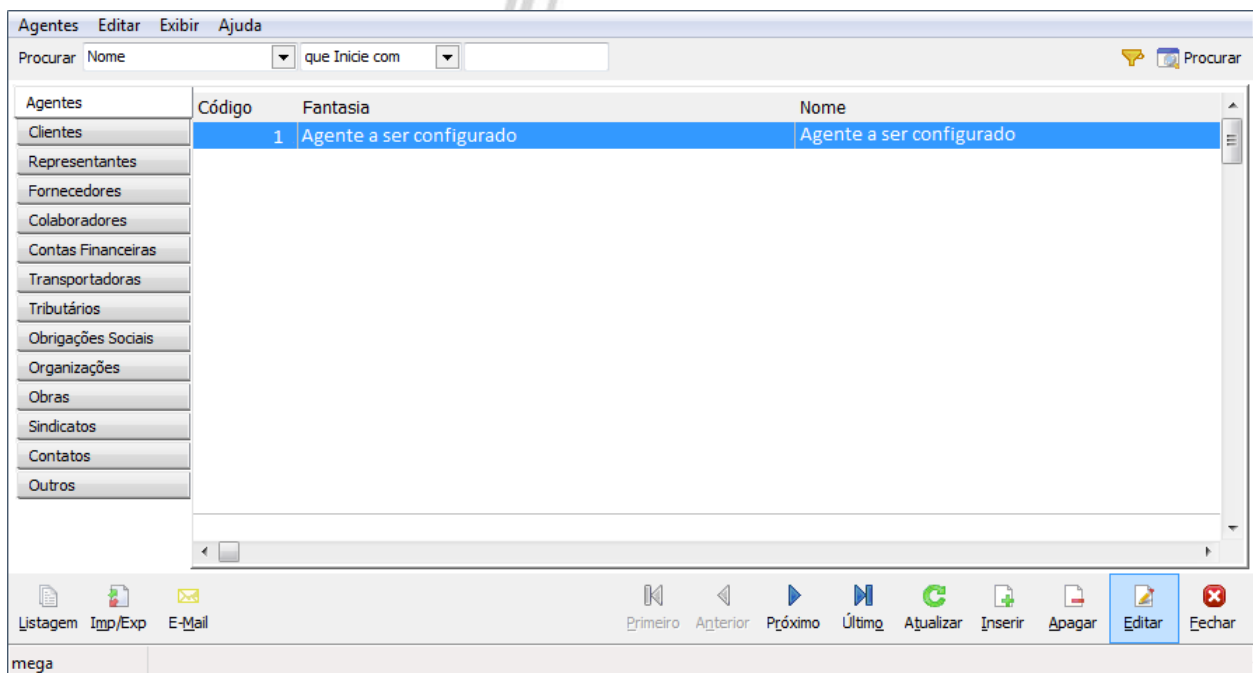 Agentes Editar Exibir Ajuda
Procurar Nome que Inicie com Procurar
Agentes
Clientes
Representantes
Fornecedores
Colaboradores
Contas Financeiras
Transportadoras
Tributários
Obrigações Sociais
Organizações
Obras
Sindicatos
Contatos
Outros
Código Fantasia Nome
1 Agente a ser configurado Agente a ser configurado
Listagem Imp/Exp E-Mail Primeiro Anterior Próximo Último Atualizar Inserir Apagar Editar Fechar
mega